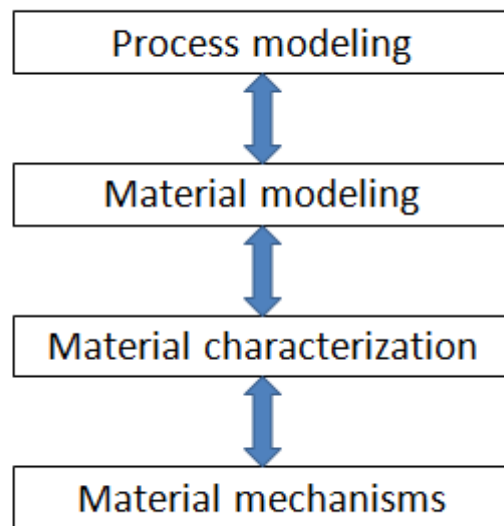 Process modeling
Material modeling
Material characterization
Material mechanisms